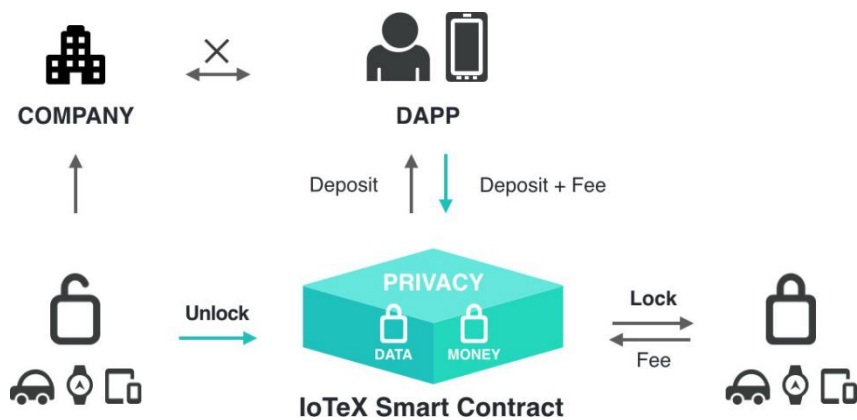 COMPANY
DAPP
Deposit
Deposit + Fee
PRIVACY
Unlock
DATA
MONEY
Lock
Fee
IoTeX Smart Contract